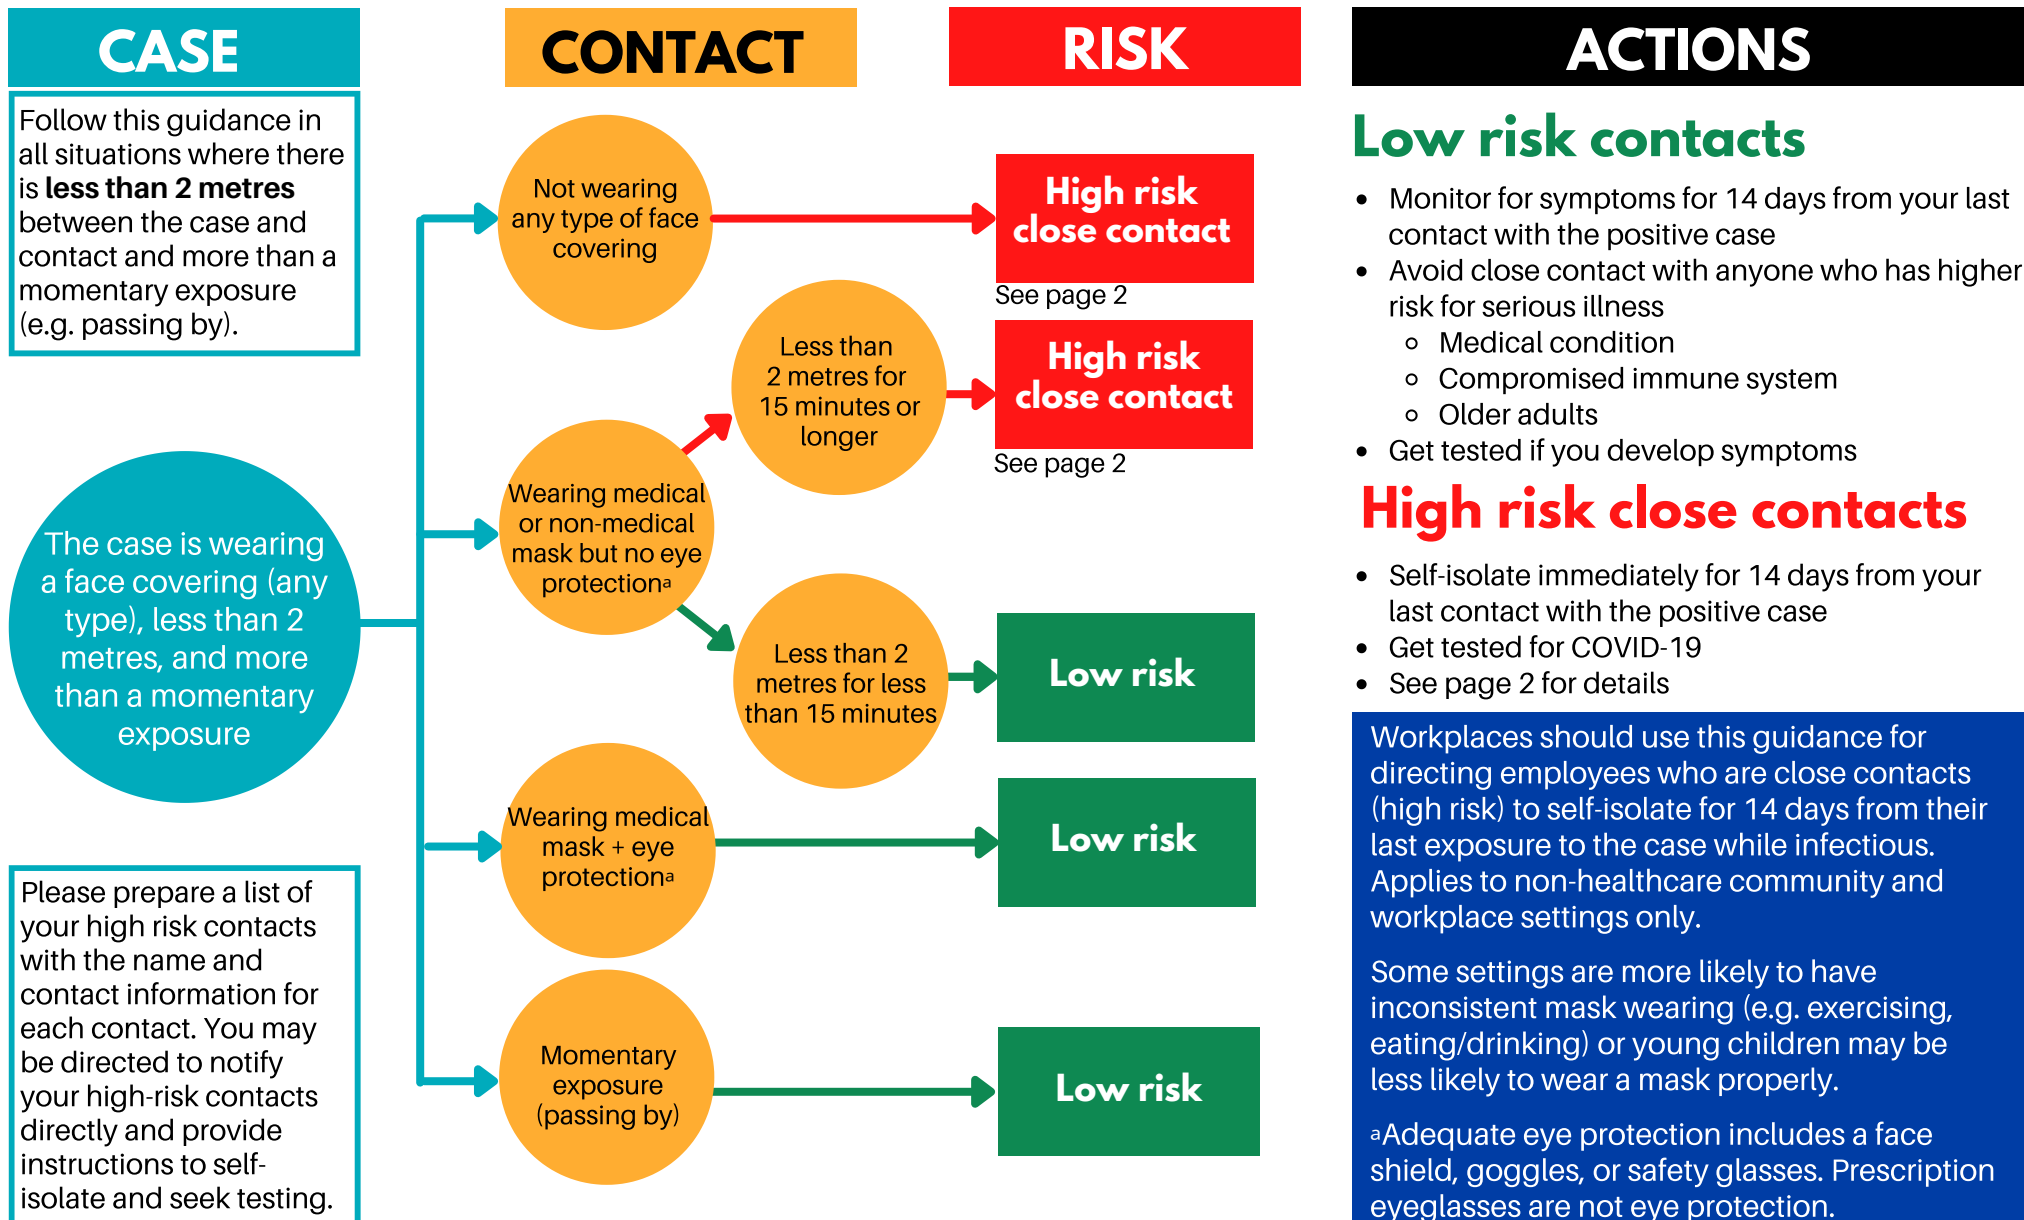 CASE
Follow this guidance in
all situations where there
is less than 2 metres
between the case and
contact and more than a
momentary exposure
(e.g. passing by).
The case is wearing
a face covering (any
type), less than 2
metres, and more
than a momentary
exposure
Please prepare a list of
your high risk contacts
with the name and
contact information for
each contact. You may
be directed to notify
your high-risk contacts
directly and provide
instructions to self-
isolate and seek testing.
CONTACT
Not wearing
any type of face
covering
Less than
2 metres for
15 minutes or
longer
Wearing medical
or non-medical
mask but no eye
protectionᵃ
Less than 2
metres for less
than 15 minutes
Wearing medical
mask + eye
protectionᵃ
Momentary
exposure
(passing by)
RISK
High risk
close contact
See page 2
High risk
close contact
See page 2
Low risk
Low risk
Low risk
ACTIONS
Low risk contacts
• Monitor for symptoms for 14 days from your last
contact with the positive case
• Avoid close contact with anyone who has higher
risk for serious illness
◦ Medical condition
◦ Compromised immune system
◦ Older adults
• Get tested if you develop symptoms
High risk close contacts
• Self-isolate immediately for 14 days from your
last contact with the positive case
• Get tested for COVID-19
• See page 2 for details
Workplaces should use this guidance for
directing employees who are close contacts
(high risk) to self-isolate for 14 days from their
last exposure to the case while infectious.
Applies to non-healthcare community and
workplace settings only.
Some settings are more likely to have
inconsistent mask wearing (e.g. exercising,
eating/drinking) or young children may be
less likely to wear a mask properly.
ᵃAdequate eye protection includes a face
shield, goggles, or safety glasses. Prescription
eyeglasses are not eye protection.